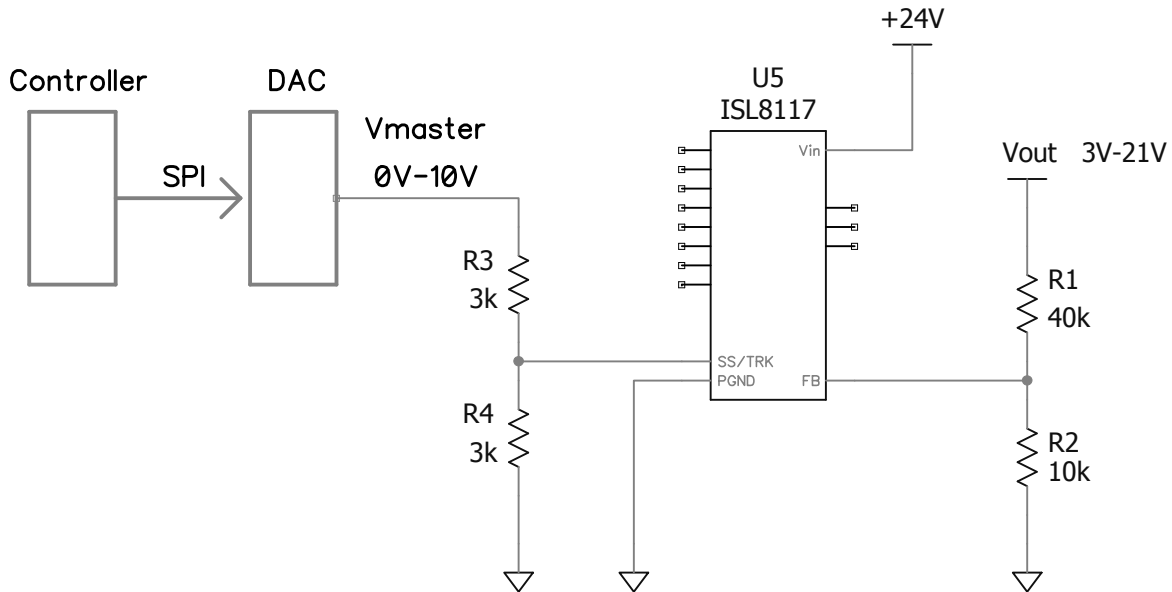 +24V
Controller
DAC
U5
ISL8117
Vmaster
0V-10V
Vin
Vout 3V-21V
SPI
R3
3k
R1
40k
SS/TRK
PGND
FB
R4
3k
R2
10k